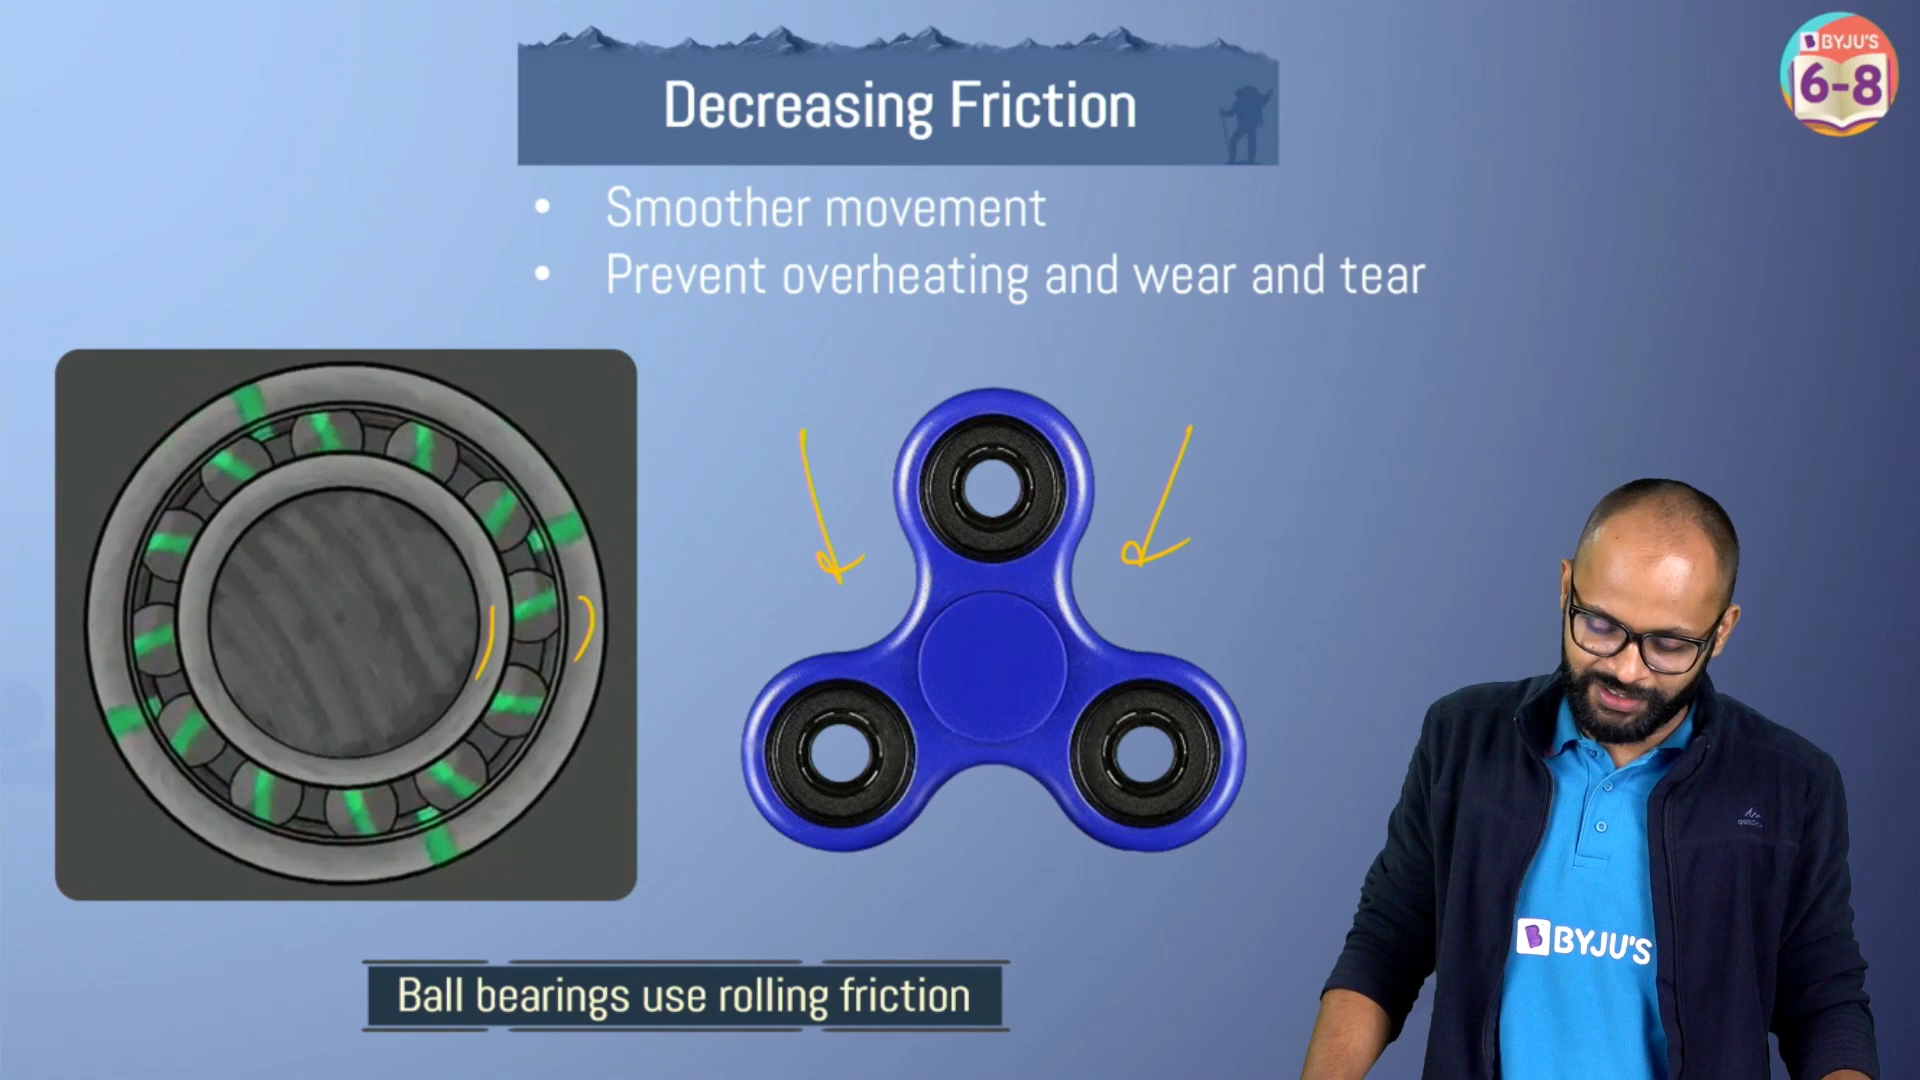 BYJU'S
6-8
Decreasing Friction
• Smoother movement
• Prevent overheating and wear and tear
BYJU'S
Ball bearings use rolling friction